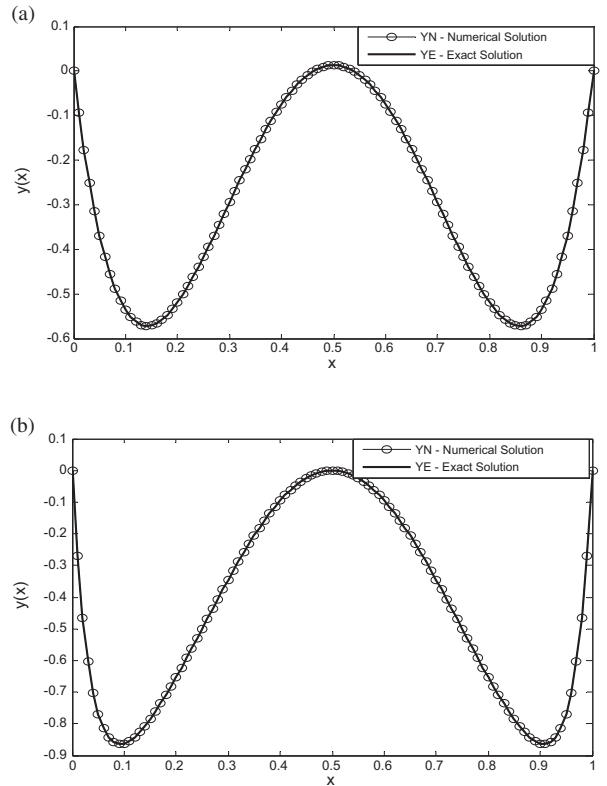 (a)
0.1
0
-0.1
-0.2
-0.3
-0.4
-0.5
-0.6
y(x)
YN - Numerical Solution
YE - Exact Solution
0 0.1 0.2 0.3 0.4 0.5 0.6 0.7 0.8 0.9 1
x
(b)
0.1
0
-0.1
-0.2
-0.3
-0.4
-0.5
-0.6
-0.7
-0.8
-0.9
y(x)
YN - Numerical Solution
YE - Exact Solution
0 0.1 0.2 0.3 0.4 0.5 0.6 0.7 0.8 0.9 1
x